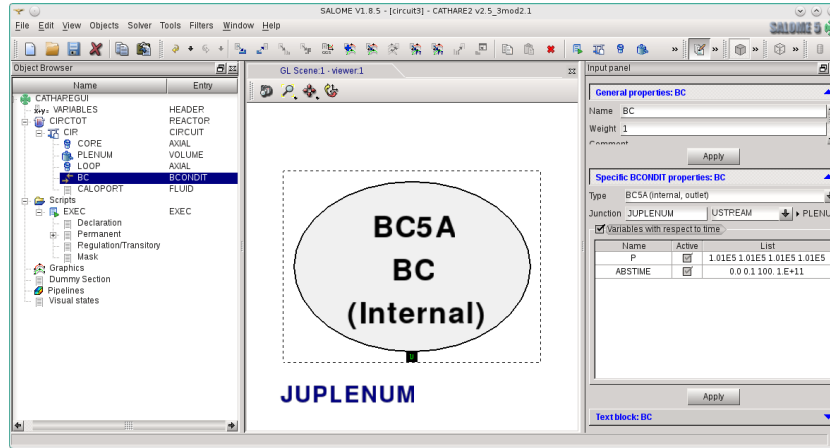 SALOME V1.8.5 - [circuit3] - CATHARE2 v2.5_3mod2.1
File Edit View Objects Solver Tools Filters Window Help
SALOME 5
Object Browser
Name Entry
CATHAREGUI
x+y= VARIABLES HEADER
CIRCTOT REACTOR
CIR CIRCUIT
CORE AXIAL
PLENUM VOLUME
LOOP AXIAL
BC BCONDIT
CALOPORT FLUID
Scripts
EXEC EXEC
Declaration
Permanent
Regulation/Transitory
Mask
Graphics
Dummy Section
Pipelines
Visual states
GL Scene:1 - viewer:1
BC5A
BC
(Internal)
JUPLENUM
Input panel
General properties: BC
Name BC
Weight 1
Comment
Apply
Specific BCONDIT properties: BC
Type BC5A (internal, outlet)
Junction JUPLENUM USTREAM PLENU
Variables with respect to time
Name Active List
P 1.01E5 1.01E5 1.01E5 1.01E5
ABSTIME 0.0 0.1 100. 1.E+11
Apply
Text block: BC